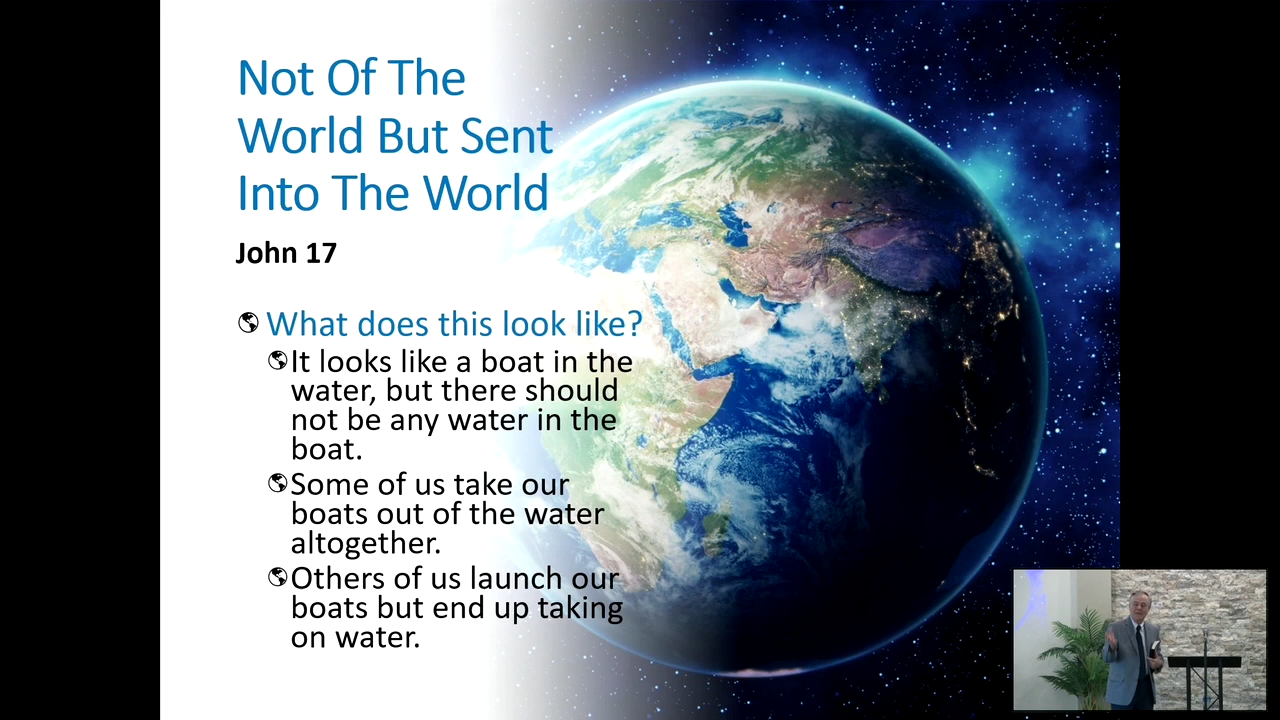 Not Of The
World But Sent
Into The World
John 17
What does this look like?
It looks like a boat in the
water, but there should
not be any water in the
boat.
Some of us take our
boats out of the water
altogether.
Others of us launch our
boats but end up taking
on water.